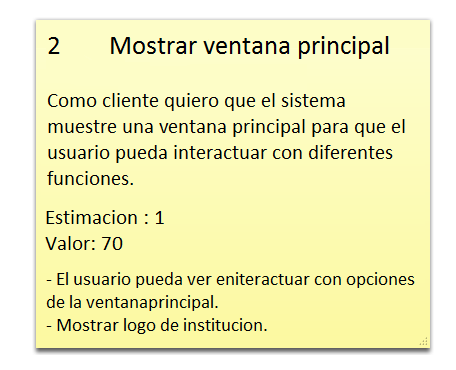 2 Mostrar ventana principal
Como cliente quiero que el sistema
muestre una ventana principal para que el
usuario pueda interactuar con diferentes
funciones.
Estimacion : 1
Valor: 70
- El usuario pueda ver eniteractuar con opciones
de la ventanaprincipal.
- Mostrar logo de institucion.